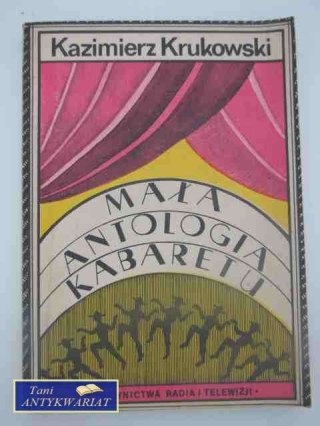 Kazimierz Krukowski
MAŁA
ANTOLOGIA
KABARETU
NICTWA RADIA I TELEWIZJI •
Tani
ANTYKWARIAT